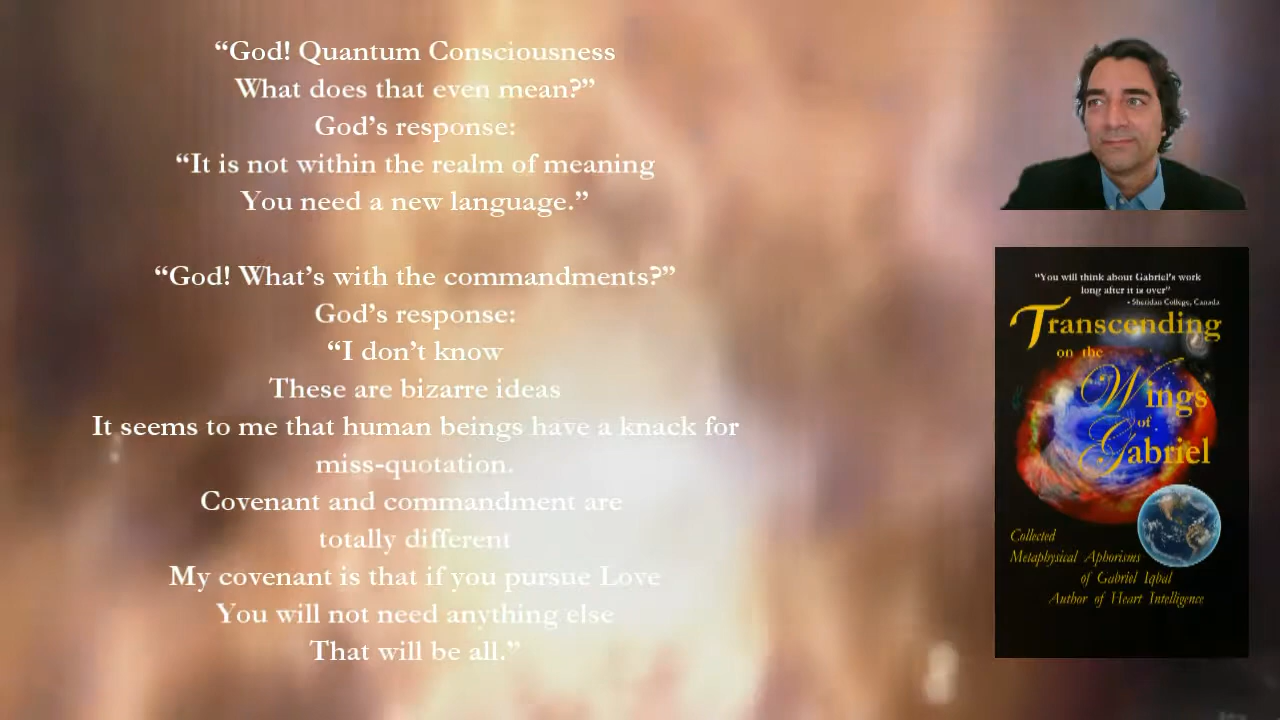 “God! Quantum Consciousness
What does that even mean?”
God’s response:
“It is not within the realm of meaning
You need a new language.”
“God! What’s with the commandments?”
God’s response:
“I don’t know
These are bizarre ideas
It seems to me that human beings have a knack for
miss-quotation.
Covenant and commandment are
totally different
My covenant is that if you pursue Love
You will not need anything else
That will be all.”
“You will think about Gabriel’s work
long after it is over”
- Sheridan College, Canada
Transcending
on the
Wings
of
Gabriel
Collected
Metaphysical Aphorisms
of Gabriel Iqbal
Author of Heart Intelligence